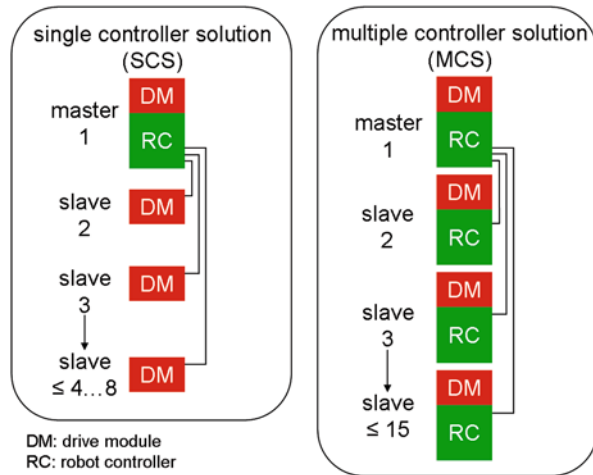 single controller solution
(SCS)
DM
master
1
RC
slave
2
DM
slave
3
DM
slave
≤ 4...8
DM
DM: drive module
RC: robot controller
multiple controller solution
(MCS)
DM
master
1
RC
DM
slave
2
RC
DM
slave
3
RC
DM
slave
≤ 15
RC